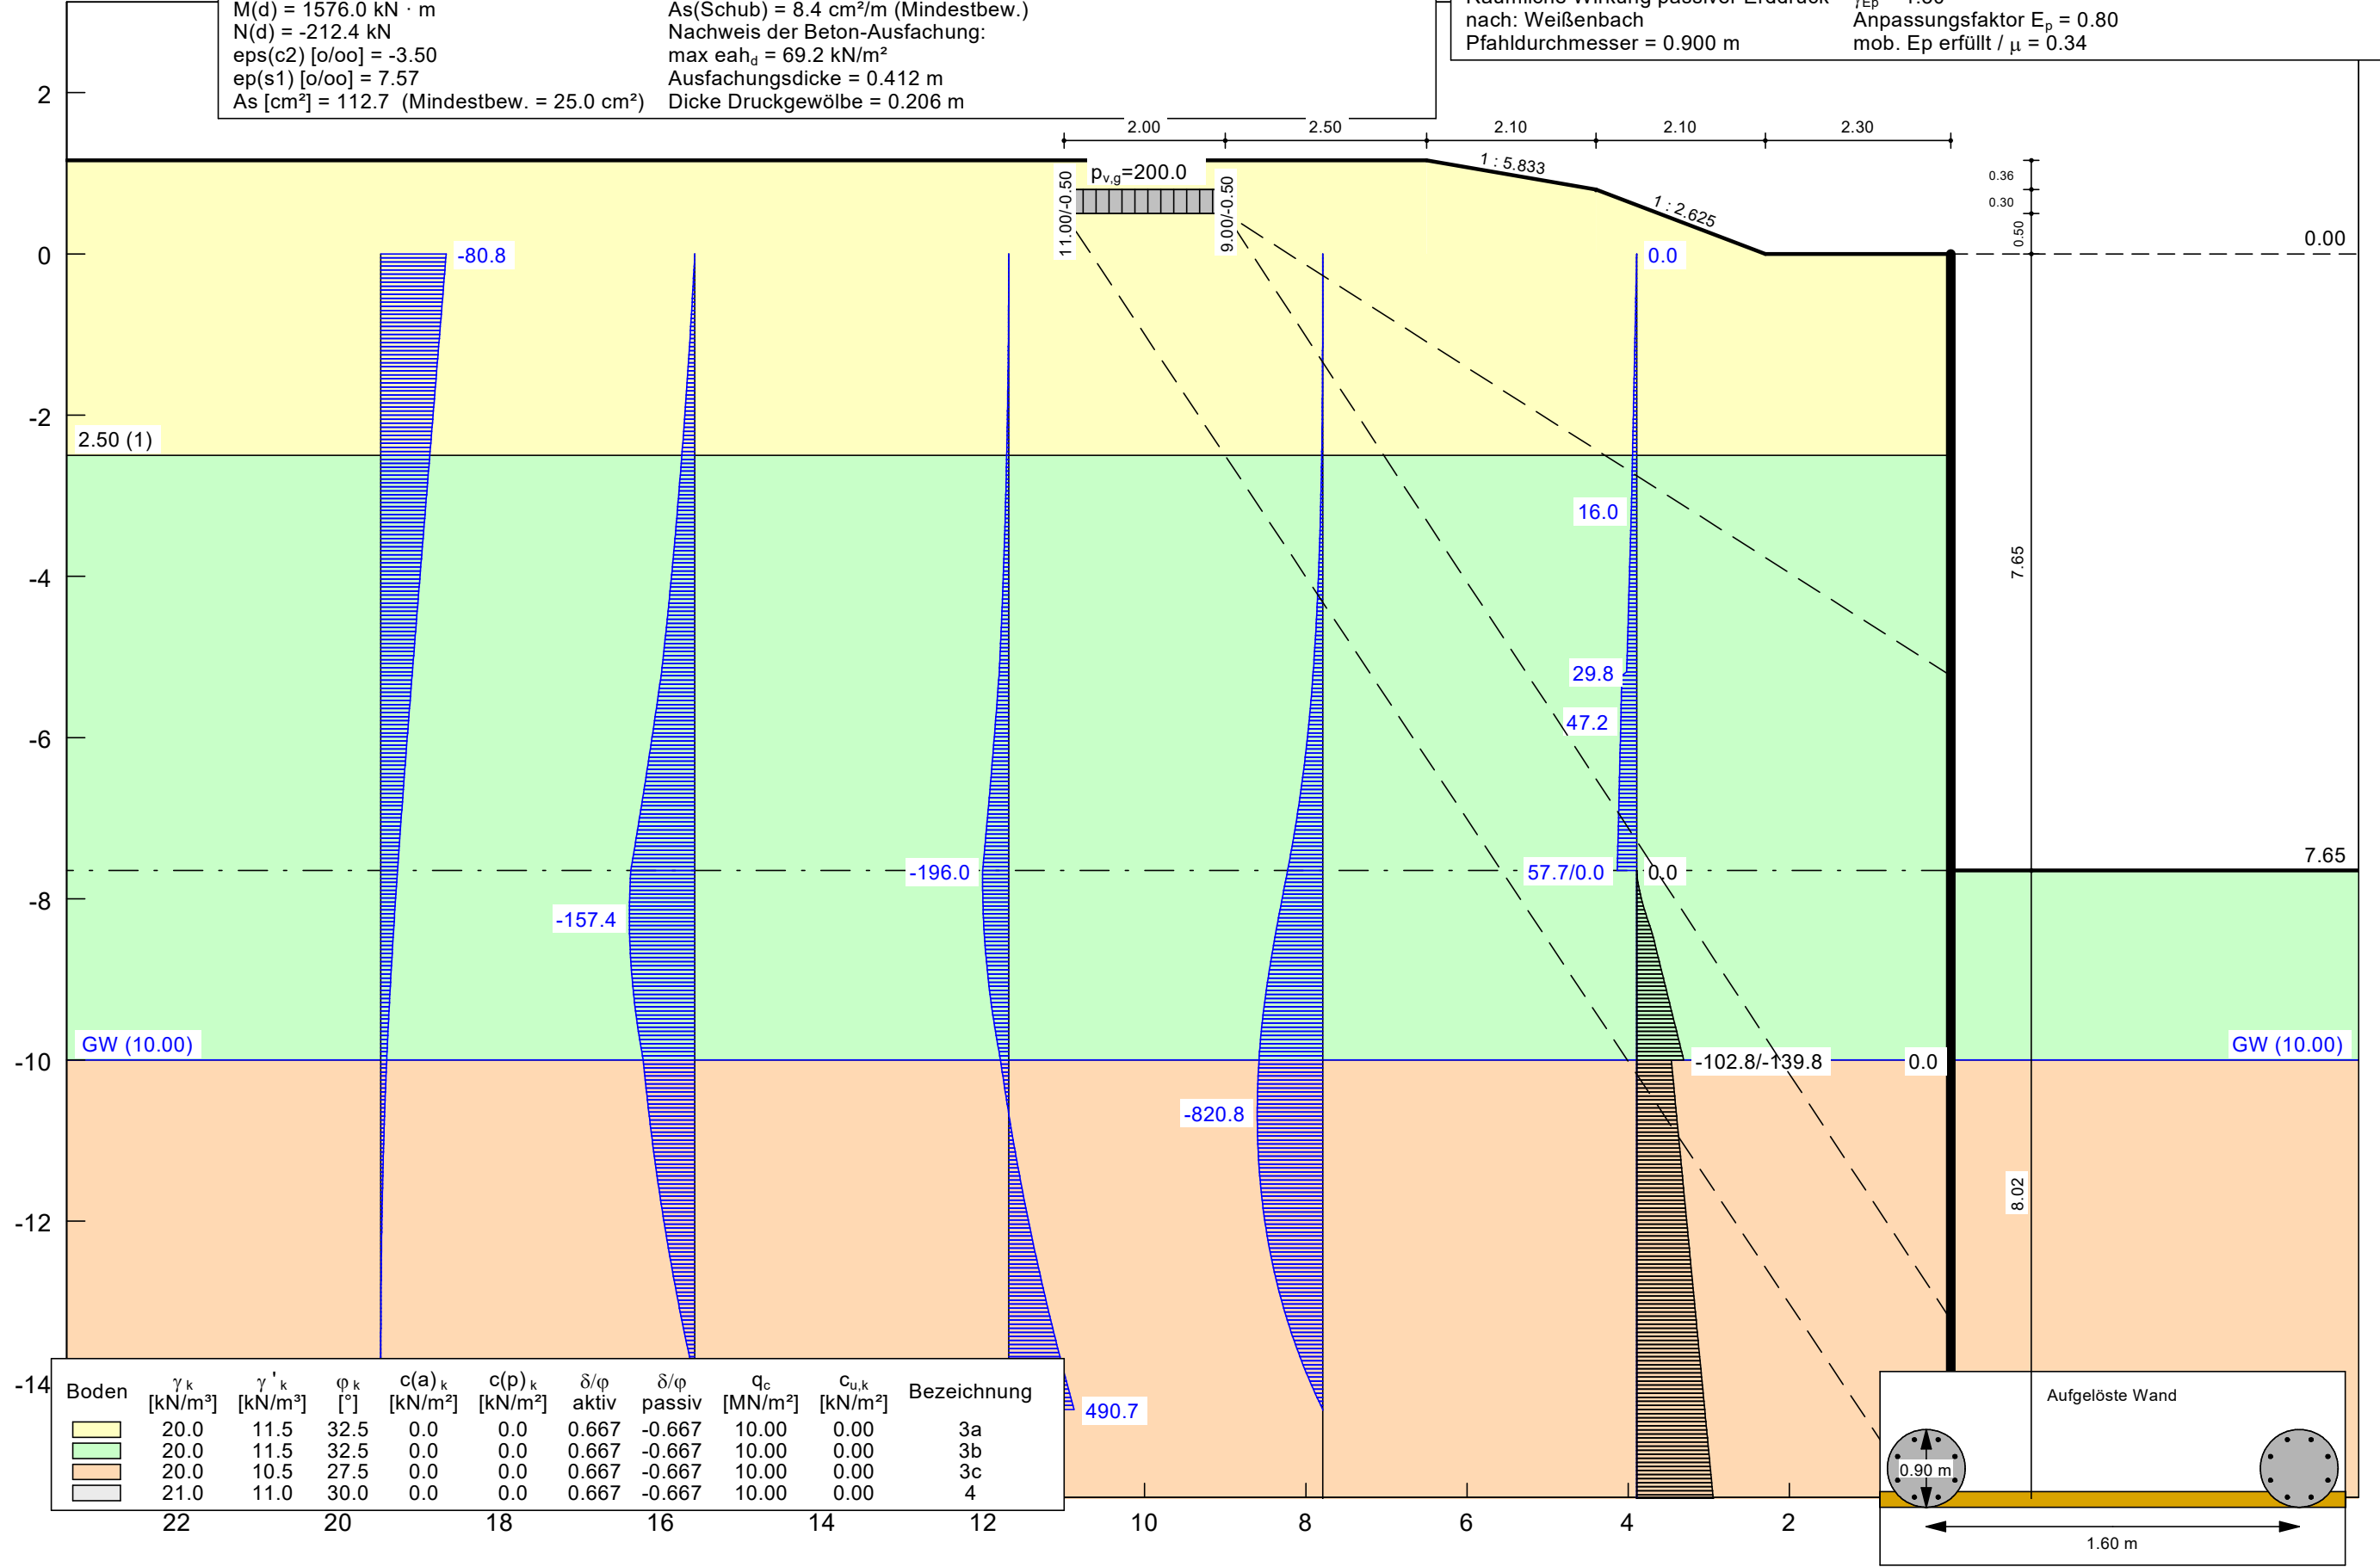 M(d) = 1576.0 kN · m
N(d) = -212.4 kN
eps(c2) [o/oo] = -3.50
ep(s1) [o/oo] = 7.57
As [cm²] = 112.7 (Mindestbew. = 25.0 cm²)
As(Schub) = 8.4 cm²/m (Mindestbew.)
Nachweis der Beton-Ausfachung:
max eah_d = 69.2 kN/m²
Ausfachungsdicke = 0.412 m
Dicke Druckgewölbe = 0.206 m
nach: Weißenbach
Pfahldurchmesser = 0.900 m
Anpassungsfaktor E_p = 0.80
mob. Ep erfüllt / μ = 0.34
2.00 2.50 2.10 2.10 2.30
p_v,g=200.0
11.00/-0.50
9.00/-0.50
1 : 5.833
1 : 2.625
0.36
0.30
0.50
0.00
2
0
-2
-4
-6
-8
-10
-12
-14
-80.8
0.0
2.50 (1)
16.0
29.8
47.2
7.65
7.65
-196.0
57.7/0.0
0.0
-157.4
GW (10.00)
-102.8/-139.8
0.0
GW (10.00)
-820.8
8.02
490.7
Boden γ k [kN/m³] γ ' k [kN/m³] φ k [°] c(a) k [kN/m²] c(p) k [kN/m²] δ/φ aktiv δ/φ passiv q_c [MN/m²] c_u,k [kN/m²] Bezeichnung
20.0 11.5 32.5 0.0 0.0 0.667 -0.667 10.00 0.00 3a
20.0 11.5 32.5 0.0 0.0 0.667 -0.667 10.00 0.00 3b
20.0 10.5 27.5 0.0 0.0 0.667 -0.667 10.00 0.00 3c
21.0 11.0 30.0 0.0 0.0 0.667 -0.667 10.00 0.00 4
Aufgelöste Wand
0.90 m
1.60 m
22 20 18 16 14 12 10 8 6 4 2